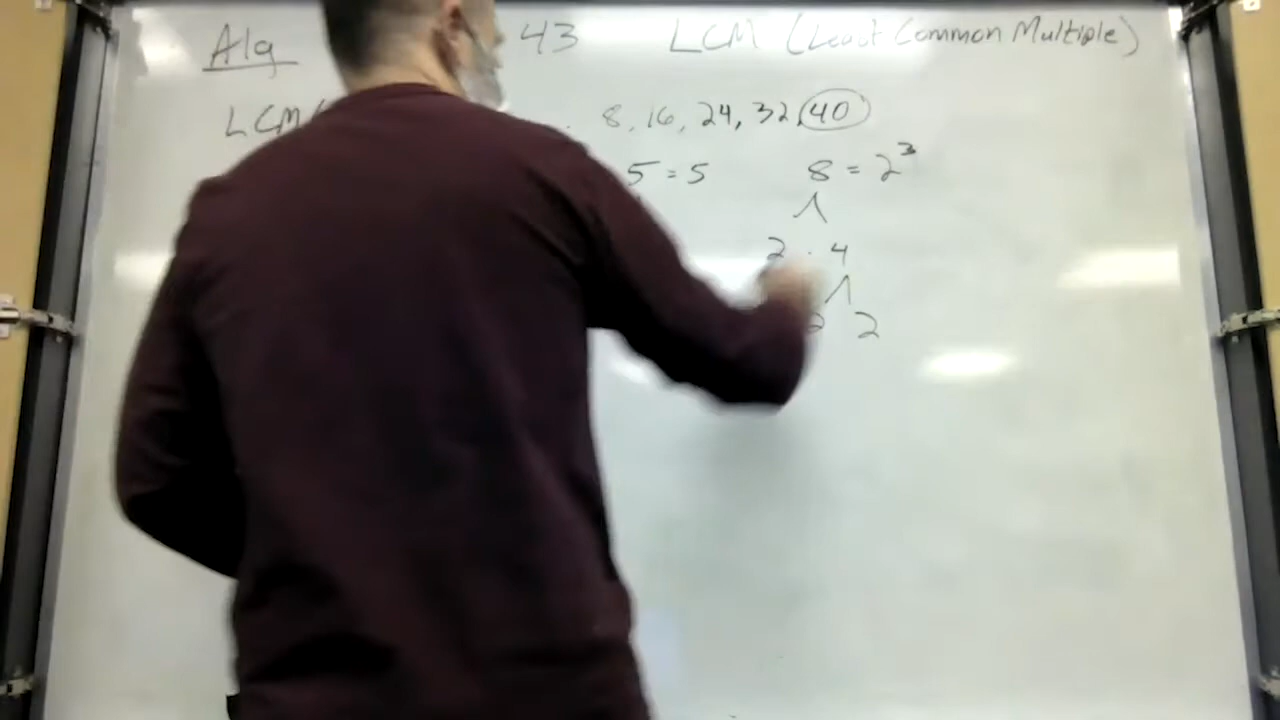 Alg 43 LCM (Least Common Multiple)
LCM( 8, 16, 24, 32, 40
5 = 5 8 = 2³
2 · 4
2 2